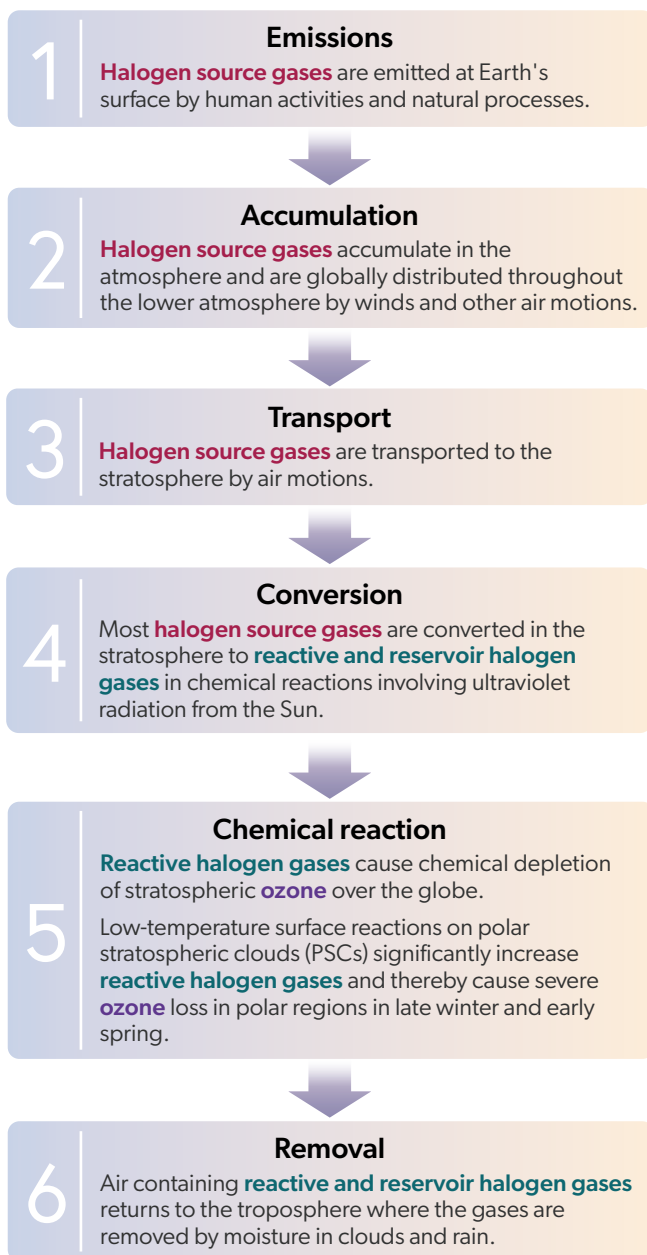 1
Emissions
Halogen source gases are emitted at Earth's
surface by human activities and natural processes.
2
Accumulation
Halogen source gases accumulate in the
atmosphere and are globally distributed throughout
the lower atmosphere by winds and other air motions.
3
Transport
Halogen source gases are transported to the
stratosphere by air motions.
4
Conversion
Most halogen source gases are converted in the
stratosphere to reactive and reservoir halogen
gases in chemical reactions involving ultraviolet
radiation from the Sun.
5
Chemical reaction
Reactive halogen gases cause chemical depletion
of stratospheric ozone over the globe.
Low-temperature surface reactions on polar
stratospheric clouds (PSCs) significantly increase
reactive halogen gases and thereby cause severe
ozone loss in polar regions in late winter and early
spring.
6
Removal
Air containing reactive and reservoir halogen gases
returns to the troposphere where the gases are
removed by moisture in clouds and rain.